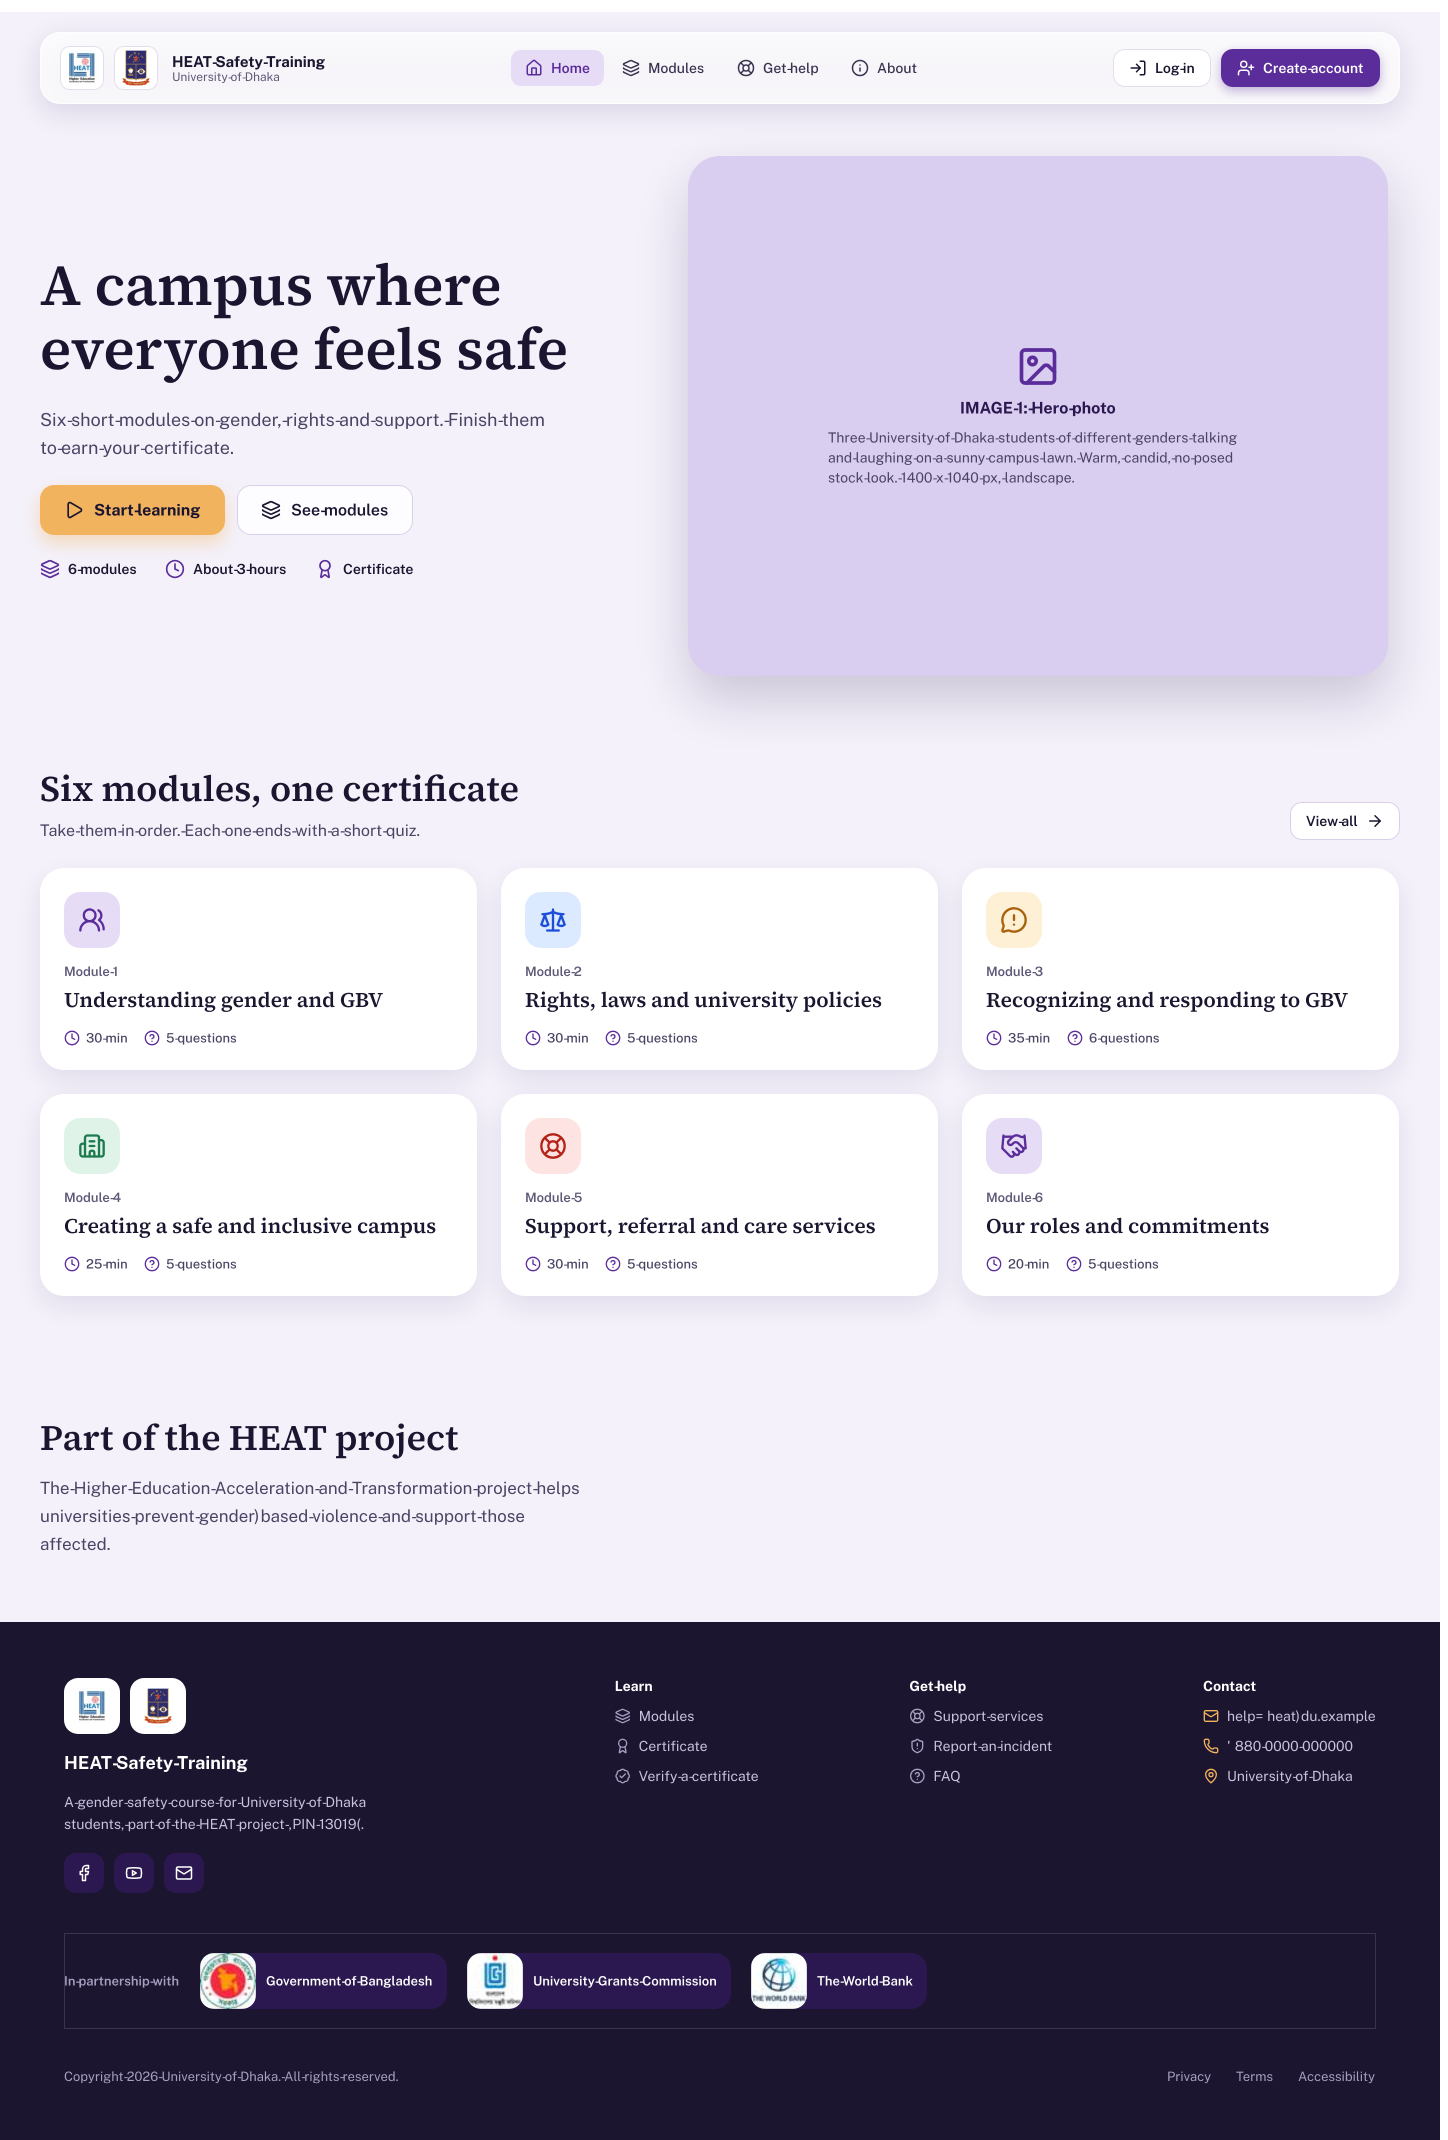 HEAT-Safety-Training
University-of-Dhaka
Home
Modules
Get-help
About
Log-in
Create-account
A campus where
everyone feels safe
Six-short-modules-on-gender,-rights-and-support.-Finish-them
to-earn-your-certificate.
Start-learning
See-modules
6-modules
About-3-hours
Certificate
IMAGE-1:-Hero-photo
Three-University-of-Dhaka-students-of-different-genders-talking
and-laughing-on-a-sunny-campus-lawn.-Warm,-candid,-no-posed
stock-look.-1400-x-1040-px,-landscape.
Six modules, one certificate
Take-them-in-order.-Each-one-ends-with-a-short-quiz.
View-all
Module-1
Understanding gender and GBV
30-min
5-questions
Module-2
Rights, laws and university policies
30-min
5-questions
Module-3
Recognizing and responding to GBV
35-min
6-questions
Module-4
Creating a safe and inclusive campus
25-min
5-questions
Module-5
Support, referral and care services
30-min
5-questions
Module-6
Our roles and commitments
20-min
5-questions
Part of the HEAT project
The-Higher-Education-Acceleration-and-Transformation-project-helps
universities-prevent-gender)based-violence-and-support-those
affected.
HEAT
HEAT-Safety-Training
A-gender-safety-course-for-University-of-Dhaka
students,-part-of-the-HEAT-project-,PIN-13019(.
Learn
Modules
Certificate
Verify-a-certificate
Get-help
Support-services
Report-an-incident
FAQ
Contact
help= heat)du.example
' 880-0000-000000
University-of-Dhaka
In-partnership-with
Government-of-Bangladesh
University-Grants-Commission
THE WORLD BANK
The-World-Bank
Copyright-2026-University-of-Dhaka.-All-rights-reserved.
Privacy
Terms
Accessibility